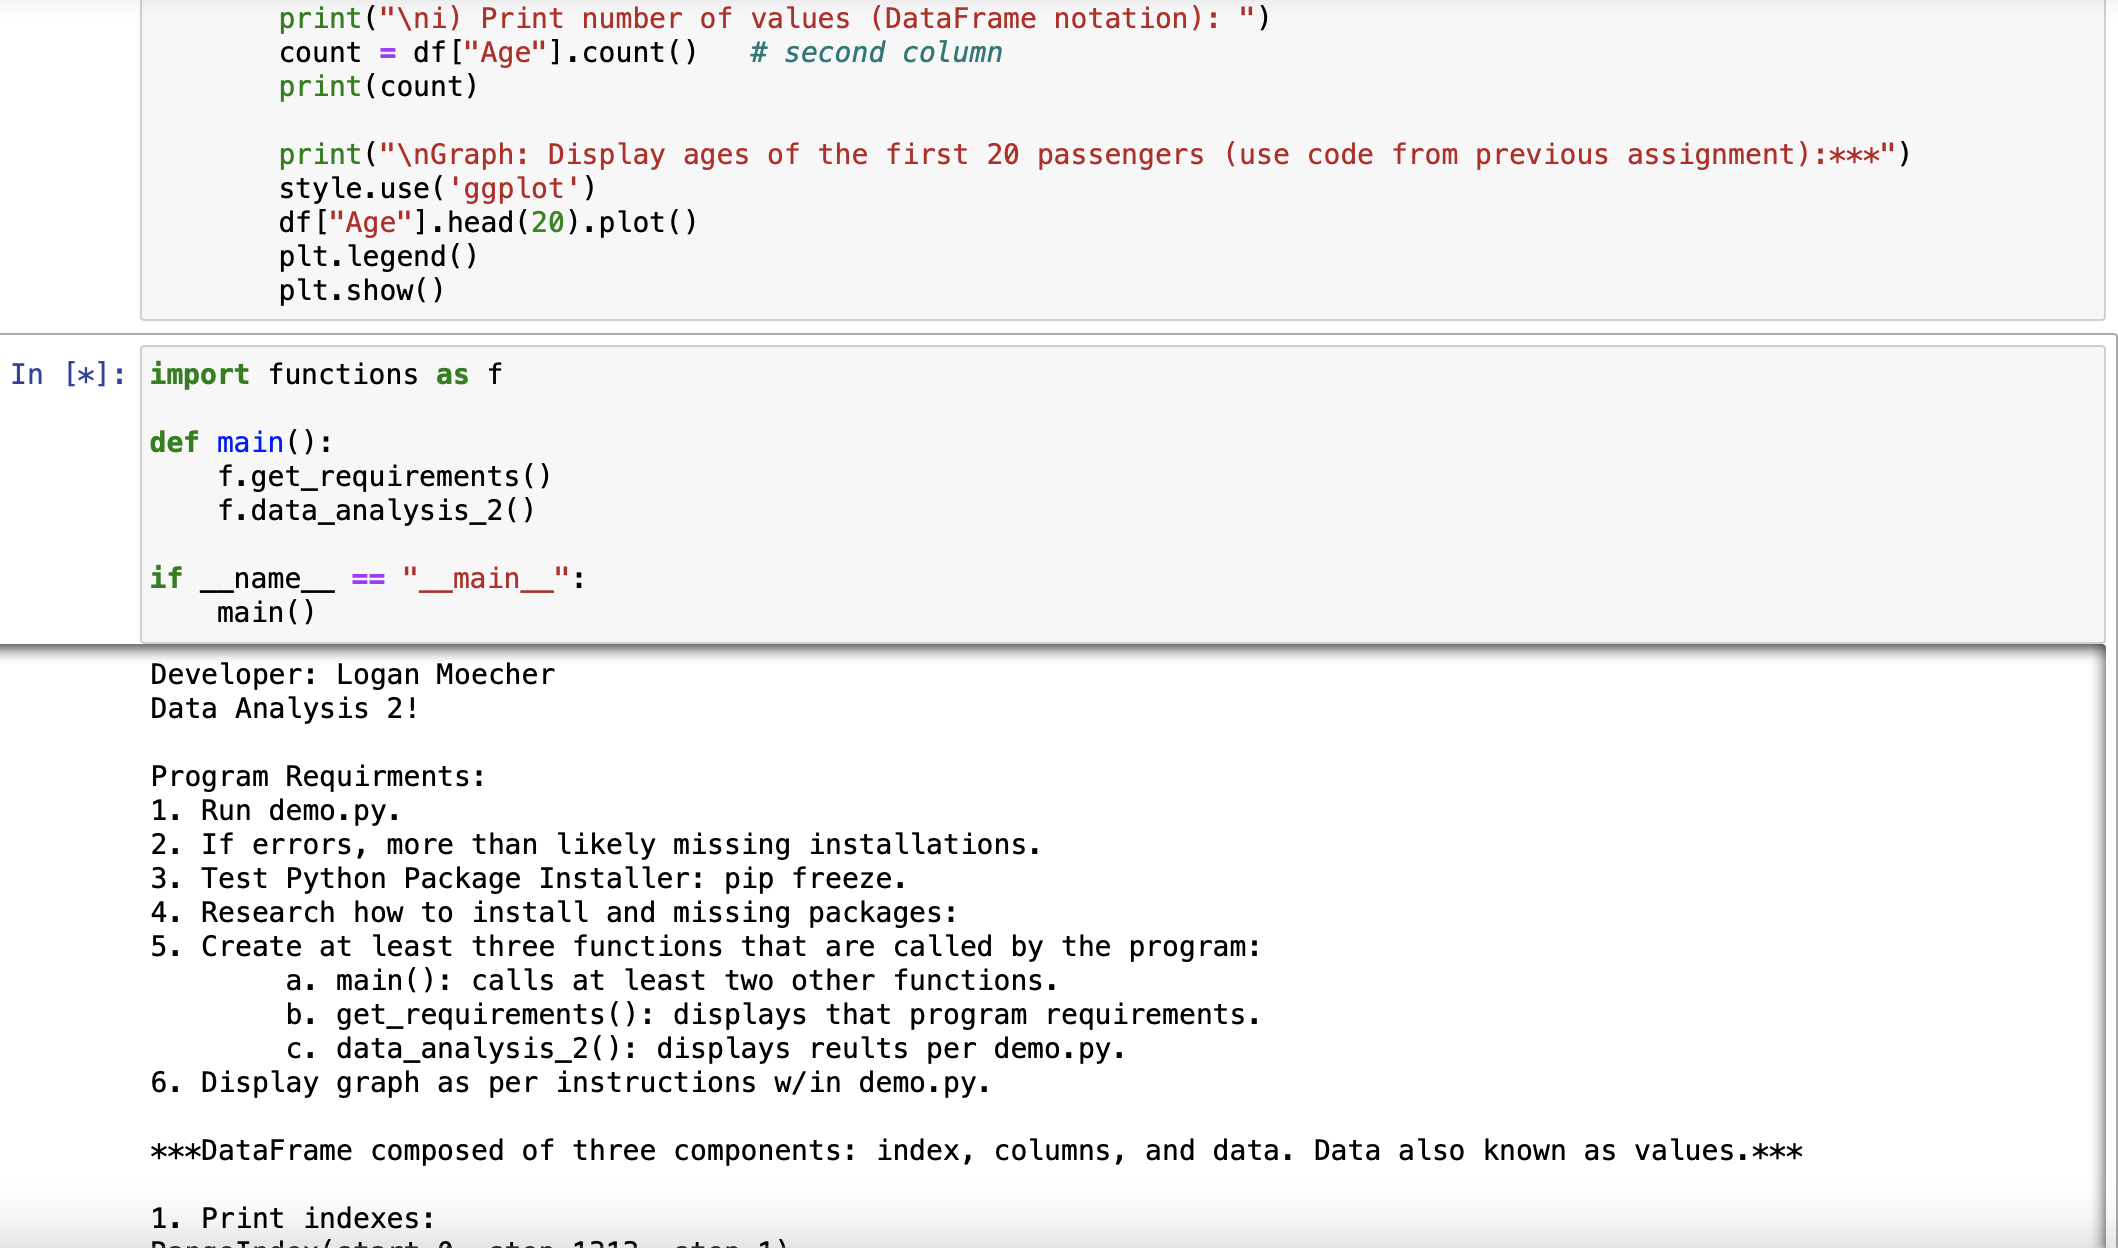 print("\ni) Print number of values (DataFrame notation): ")
count = df["Age"].count()   # second column
print(count)
print("\nGraph: Display ages of the first 20 passengers (use code from previous assignment):***")
style.use('ggplot')
df["Age"].head(20).plot()
plt.legend()
plt.show()
In [*]: import functions as f
def main():
    f.get_requirements()
    f.data_analysis_2()
if __name__ == "__main__":
    main()
Developer: Logan Moecher
Data Analysis 2!
Program Requirments:
1. Run demo.py.
2. If errors, more than likely missing installations.
3. Test Python Package Installer: pip freeze.
4. Research how to install and missing packages:
5. Create at least three functions that are called by the program:
        a. main(): calls at least two other functions.
        b. get_requirements(): displays that program requirements.
        c. data_analysis_2(): displays reults per demo.py.
6. Display graph as per instructions w/in demo.py.
***DataFrame composed of three components: index, columns, and data. Data also known as values.***
1. Print indexes: